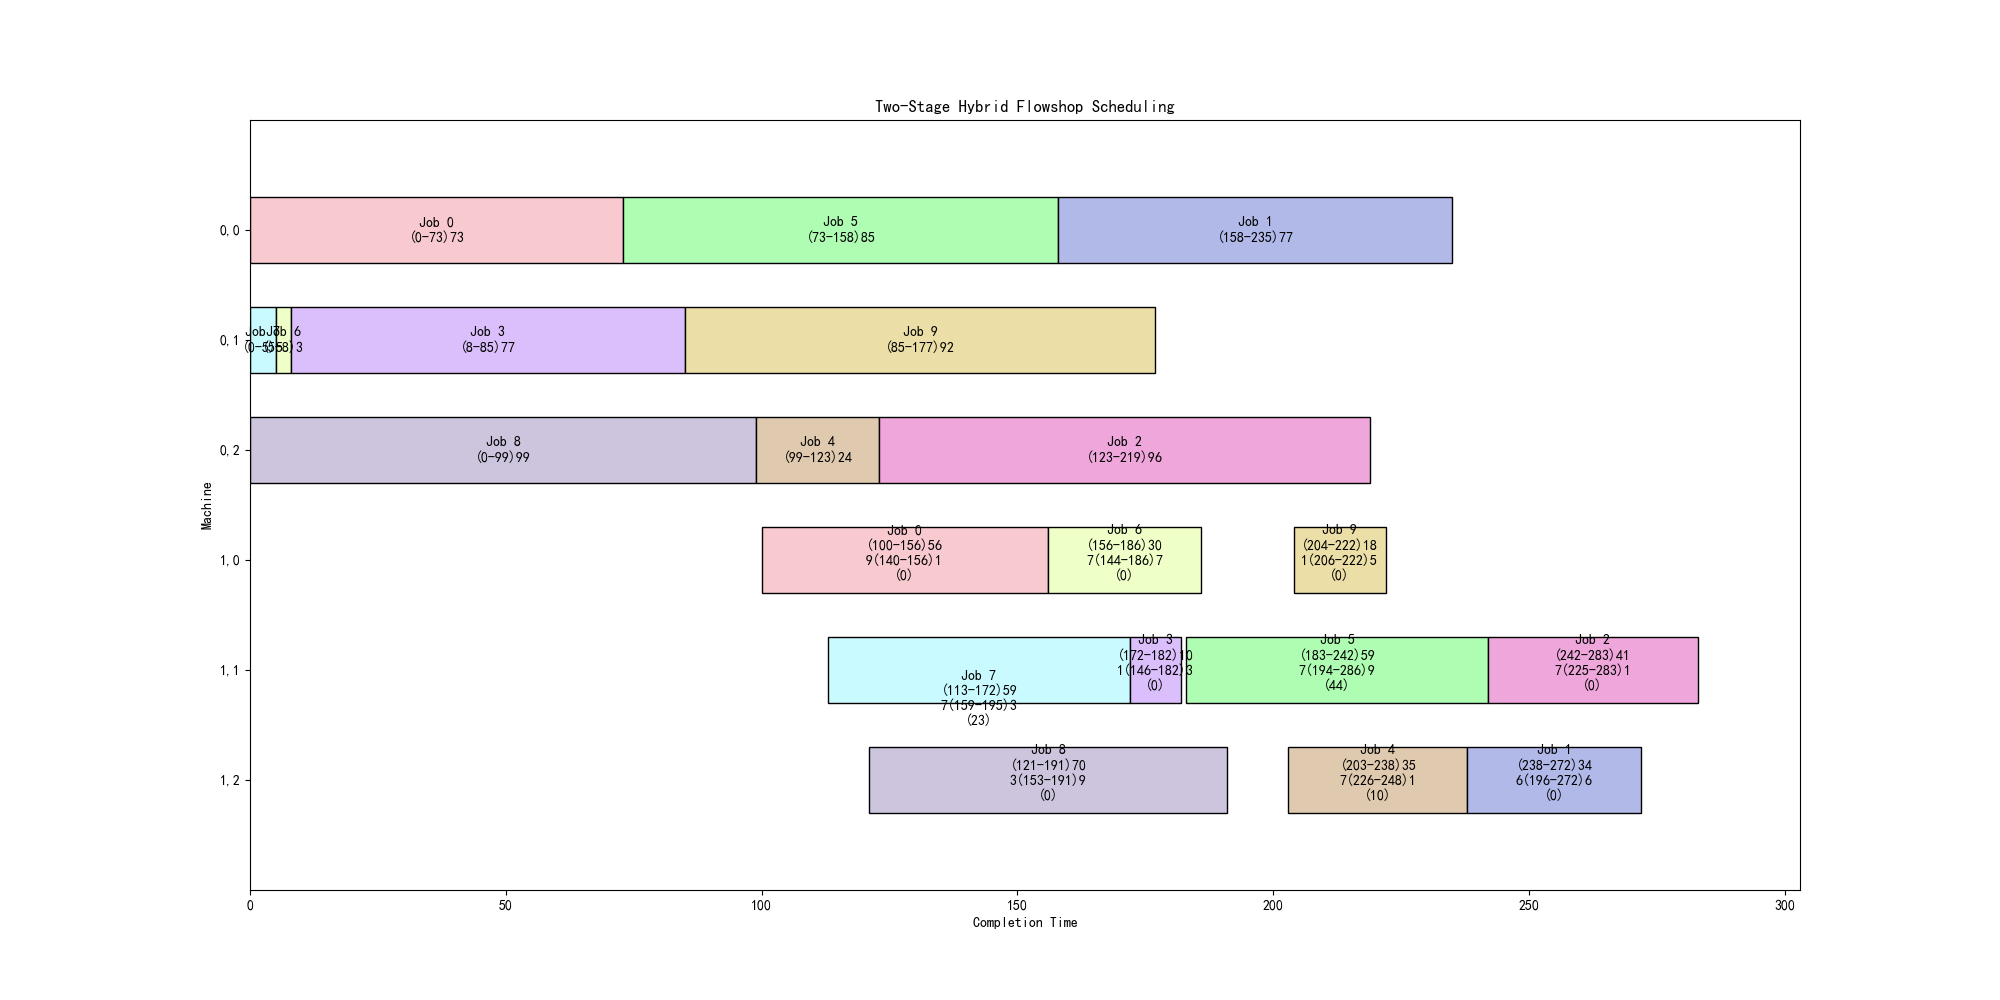 Two-Stage Hybrid Flowshop Scheduling
Machine
0,0
Job 0
(0-73)73
Job 5
(73-158)85
Job 1
(158-235)77
0,1
Job 7
(0-5)5
Job 6
(5-8)3
Job 3
(8-85)77
Job 9
(85-177)92
0,2
Job 8
(0-99)99
Job 4
(99-123)24
Job 2
(123-219)96
1,0
Job 0
(100-156)56
9(140-156)1
(0)
Job 6
(156-186)30
7(144-186)7
(0)
Job 9
(204-222)18
1(206-222)5
(0)
1,1
Job 7
(113-172)59
7(159-195)3
(23)
Job 3
(172-182)10
1(146-182)3
(0)
Job 5
(183-242)59
7(194-286)9
(44)
Job 2
(242-283)41
7(225-283)1
(0)
1,2
Job 8
(121-191)70
3(153-191)9
(0)
Job 4
(203-238)35
7(226-248)1
(10)
Job 1
(238-272)34
6(196-272)6
(0)
0
50
100
150
200
250
300
Completion Time